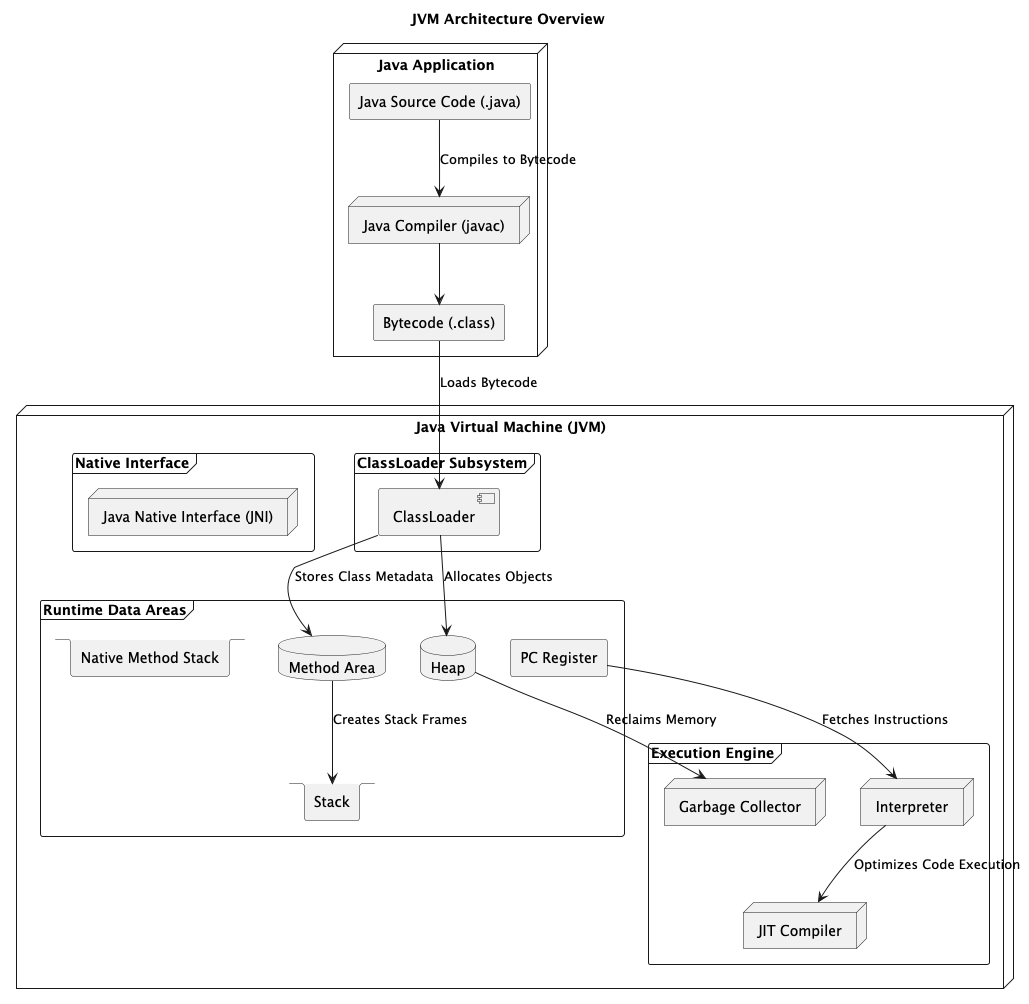 JVM Architecture Overview
Java Application
Java Source Code (.java)
Compiles to Bytecode
Java Compiler (javac)
Bytecode (.class)
Loads Bytecode
Java Virtual Machine (JVM)
Native Interface
ClassLoader Subsystem
Java Native Interface (JNI)
ClassLoader
Stores Class Metadata
Allocates Objects
Runtime Data Areas
Native Method Stack
Method Area
Heap
PC Register
Creates Stack Frames
Reclaims Memory
Fetches Instructions
Execution Engine
Stack
Garbage Collector
Interpreter
Optimizes Code Execution
JIT Compiler